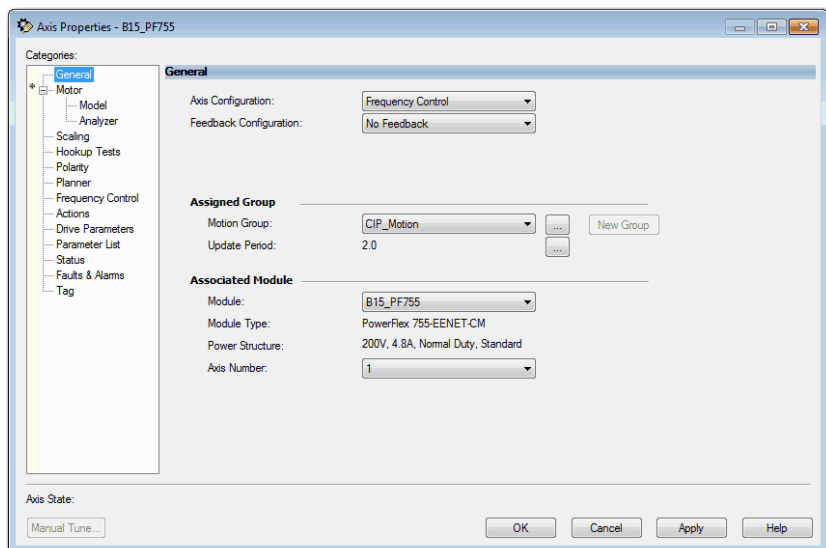 Axis Properties - B15_PF755
Categories:
General
* Motor
Model
Analyzer
Scaling
Hookup Tests
Polarity
Planner
Frequency Control
Actions
Drive Parameters
Parameter List
Status
Faults & Alarms
Tag
General
Axis Configuration: Frequency Control
Feedback Configuration: No Feedback
Assigned Group
Motion Group: CIP_Motion ... New Group
Update Period: 2.0 ...
Associated Module
Module: B15_PF755
Module Type: PowerFlex 755-EENET-CM
Power Structure: 200V, 4.8A, Normal Duty, Standard
Axis Number: 1
Axis State:
Manual Tune... OK Cancel Apply Help